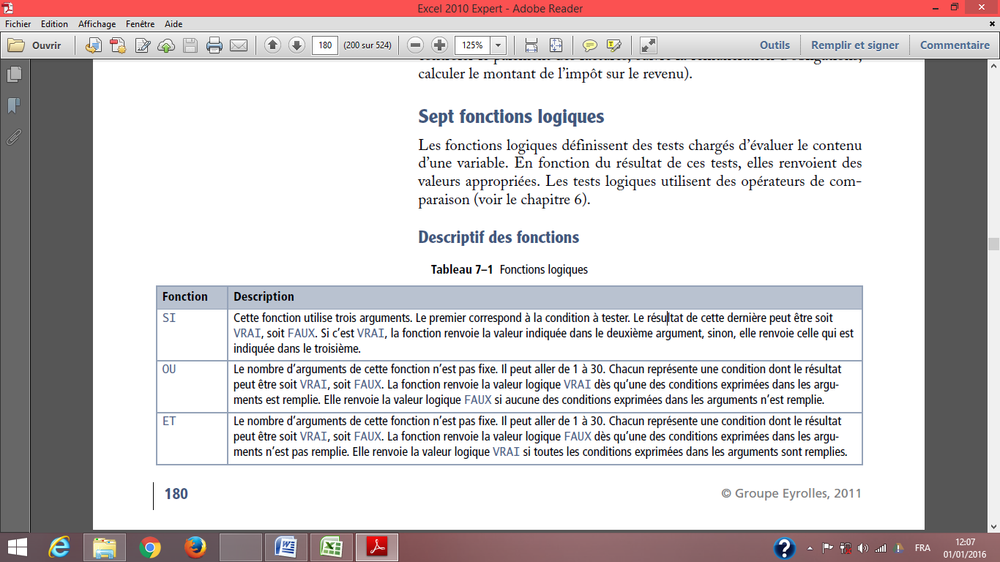 Excel 2010 Expert - Adobe Reader
Fichier Edition Affichage Fenêtre Aide
Ouvrir 180 (200 sur 524) 125% Outils Remplir et signer Commentaire
calculer le montant de l'impôt sur le revenu).
Sept fonctions logiques
Les fonctions logiques définissent des tests chargés d'évaluer le contenu
d'une variable. En fonction du résultat de ces tests, elles renvoient des
valeurs appropriées. Les tests logiques utilisent des opérateurs de com-
paraison (voir le chapitre 6).
Descriptif des fonctions
Tableau 7–1 Fonctions logiques
Fonction Description
SI Cette fonction utilise trois arguments. Le premier correspond à la condition à tester. Le résultat de cette dernière peut être soit
VRAI, soit FAUX. Si c'est VRAI, la fonction renvoie la valeur indiquée dans le deuxième argument, sinon, elle renvoie celle qui est
indiquée dans le troisième.
OU Le nombre d'arguments de cette fonction n'est pas fixe. Il peut aller de 1 à 30. Chacun représente une condition dont le résultat
peut être soit VRAI, soit FAUX. La fonction renvoie la valeur logique VRAI dès qu'une des conditions exprimées dans les argu-
ments est remplie. Elle renvoie la valeur logique FAUX si aucune des conditions exprimées dans les arguments n'est remplie.
ET Le nombre d'arguments de cette fonction n'est pas fixe. Il peut aller de 1 à 30. Chacun représente une condition dont le résultat
peut être soit VRAI, soit FAUX. La fonction renvoie la valeur logique FAUX dès qu'une des conditions exprimées dans les argu-
ments n'est pas remplie. Elle renvoie la valeur logique VRAI si toutes les conditions exprimées dans les arguments sont remplies.
180 © Groupe Eyrolles, 2011
FRA 12:07
01/01/2016